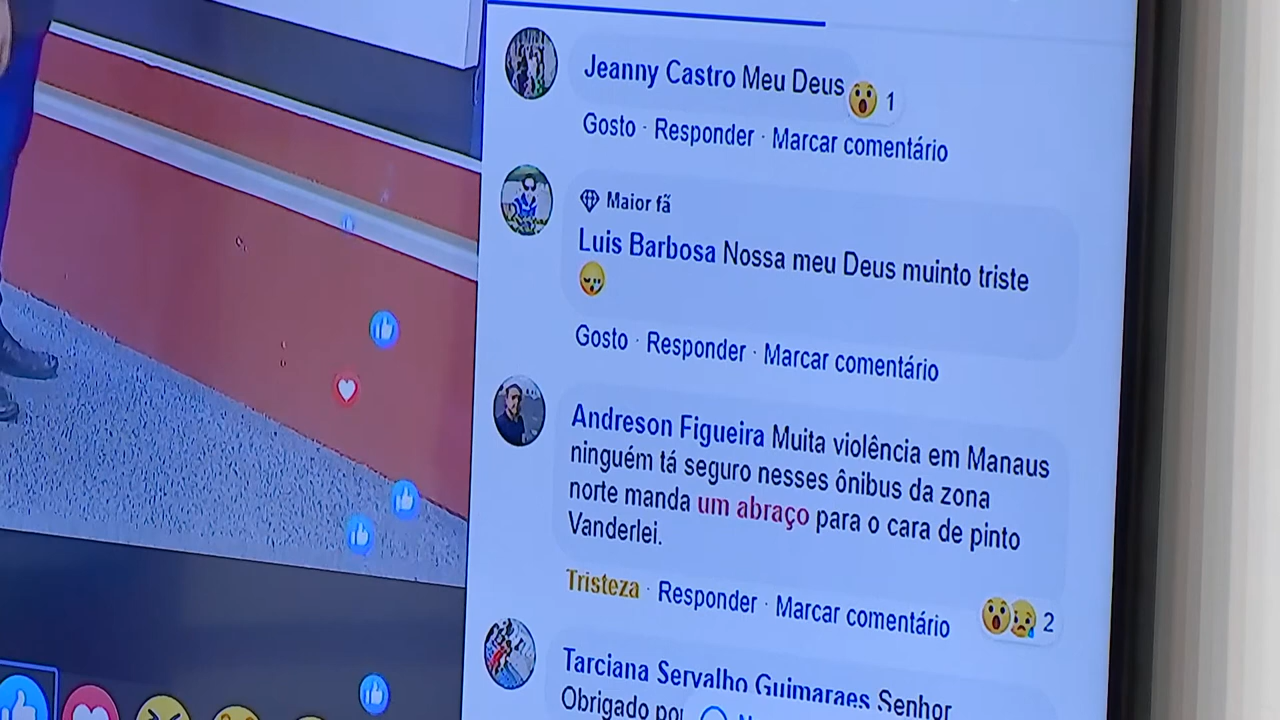 Jeanny Castro Meu Deus
1
Gosto · Responder · Marcar comentário
Maior fã
Luis Barbosa Nossa meu Deus muinto triste
Gosto · Responder · Marcar comentário
Andreson Figueira Muita violência em Manaus
ninguém tá seguro nesses ônibus da zona
norte manda um abraço para o cara de pinto
Vanderlei.
Tristeza · Responder · Marcar comentário
2
Tarciana Servalho Guimaraes Senhor
Obrigado